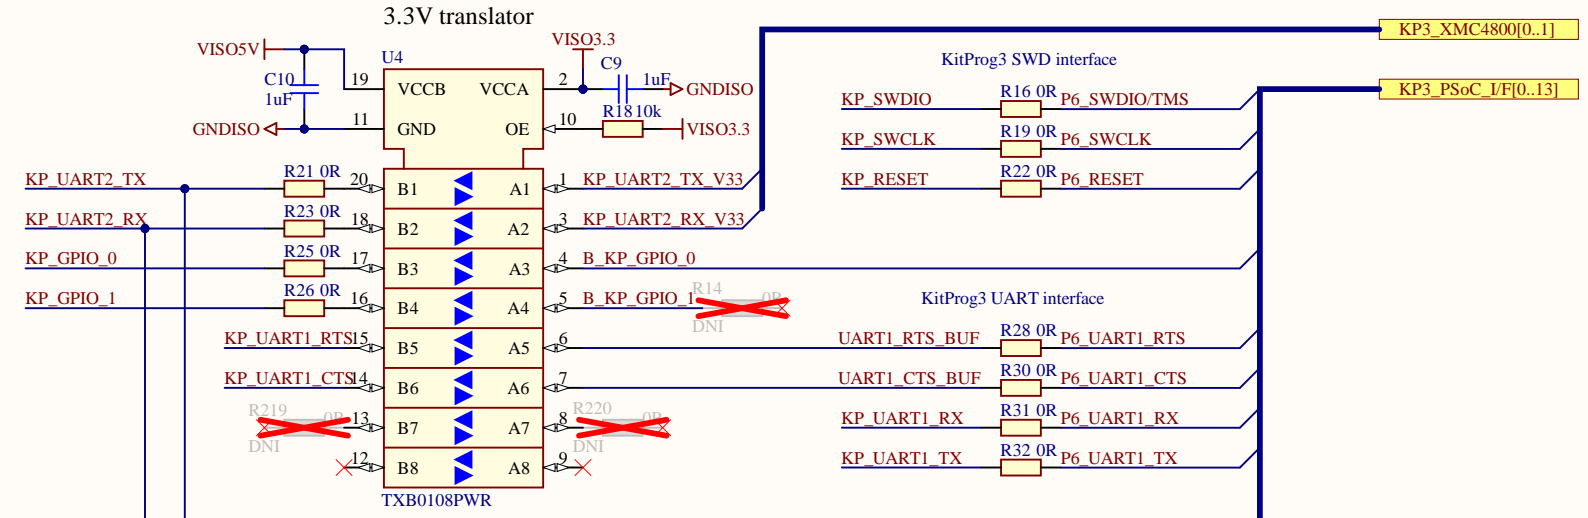 3.3V translator
KP3_XMC4800[0..1]
VISO5V
U4
VISO3.3
KitProg3 SWD interface
C10
1uF
19
VCCB
VCCA
2
C9
1uF
GNDISO
KP3_PSoC_I/F[0..13]
KP_SWDIO
R16 0R
P6_SWDIO/TMS
GNDISO
11
GND
OE
10
R18 10k
VISO3.3
KP_SWCLK
R19 0R
P6_SWCLK
KP_UART2_TX
R21 0R
20
B1
A1
1
KP_UART2_TX_V33
KP_RESET
R22 0R
P6_RESET
KP_UART2_RX
R23 0R
18
B2
A2
3
KP_UART2_RX_V33
KP_GPIO_0
R25 0R
17
B3
A3
4
B_KP_GPIO_0
KP_GPIO_1
R26 0R
16
B4
A4
5
B_KP_GPIO_1
R14
0R
DNI
KitProg3 UART interface
KP_UART1_RTS
15
B5
A5
6
UART1_RTS_BUF
R28 0R
P6_UART1_RTS
KP_UART1_CTS
14
B6
A6
7
UART1_CTS_BUF
R30 0R
P6_UART1_CTS
R219
0R
DNI
13
B7
A7
8
R220
0R
DNI
KP_UART1_RX
R31 0R
P6_UART1_RX
12
B8
A8
9
KP_UART1_TX
R32 0R
P6_UART1_TX
TXB0108PWR